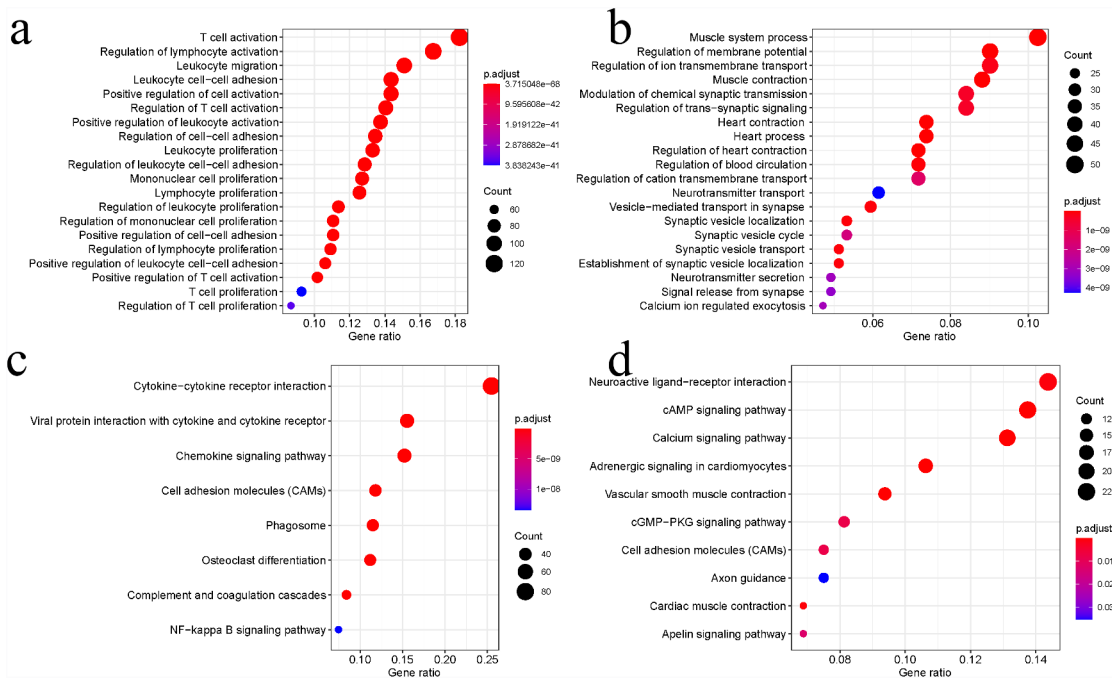 a
T cell activation
Regulation of lymphocyte activation
Leukocyte migration
Leukocyte cell−cell adhesion
Positive regulation of cell activation
Regulation of T cell activation
Positive regulation of leukocyte activation
Regulation of cell−cell adhesion
Leukocyte proliferation
Regulation of leukocyte cell−cell adhesion
Mononuclear cell proliferation
Lymphocyte proliferation
Regulation of leukocyte proliferation
Regulation of mononuclear cell proliferation
Positive regulation of cell−cell adhesion
Regulation of lymphocyte proliferation
Positive regulation of leukocyte cell−cell adhesion
Positive regulation of T cell activation
T cell proliferation
Regulation of T cell proliferation
0.10 0.12 0.14 0.16 0.18
Gene ratio
p.adjust
3.715048e−68
9.595608e−42
1.919122e−41
2.878682e−41
3.838243e−41
Count
60
80
100
120
b
Muscle system process
Regulation of membrane potential
Regulation of ion transmembrane transport
Muscle contraction
Modulation of chemical synaptic transmission
Regulation of trans−synaptic signaling
Heart contraction
Heart process
Regulation of heart contraction
Regulation of blood circulation
Regulation of cation transmembrane transport
Neurotransmitter transport
Vesicle−mediated transport in synapse
Synaptic vesicle localization
Synaptic vesicle cycle
Synaptic vesicle transport
Establishment of synaptic vesicle localization
Neurotransmitter secretion
Signal release from synapse
Calcium ion regulated exocytosis
0.06 0.08 0.10
Gene ratio
Count
25
30
35
40
45
50
p.adjust
1e−09
2e−09
3e−09
4e−09
c
Cytokine−cytokine receptor interaction
Viral protein interaction with cytokine and cytokine receptor
Chemokine signaling pathway
Cell adhesion molecules (CAMs)
Phagosome
Osteoclast differentiation
Complement and coagulation cascades
NF−kappa B signaling pathway
0.10 0.15 0.20 0.25
Gene ratio
p.adjust
5e−09
1e−08
Count
40
60
80
d
Neuroactive ligand−receptor interaction
cAMP signaling pathway
Calcium signaling pathway
Adrenergic signaling in cardiomyocytes
Vascular smooth muscle contraction
cGMP−PKG signaling pathway
Cell adhesion molecules (CAMs)
Axon guidance
Cardiac muscle contraction
Apelin signaling pathway
0.08 0.10 0.12 0.14
Gene ratio
Count
12
15
17
20
22
p.adjust
0.01
0.02
0.03